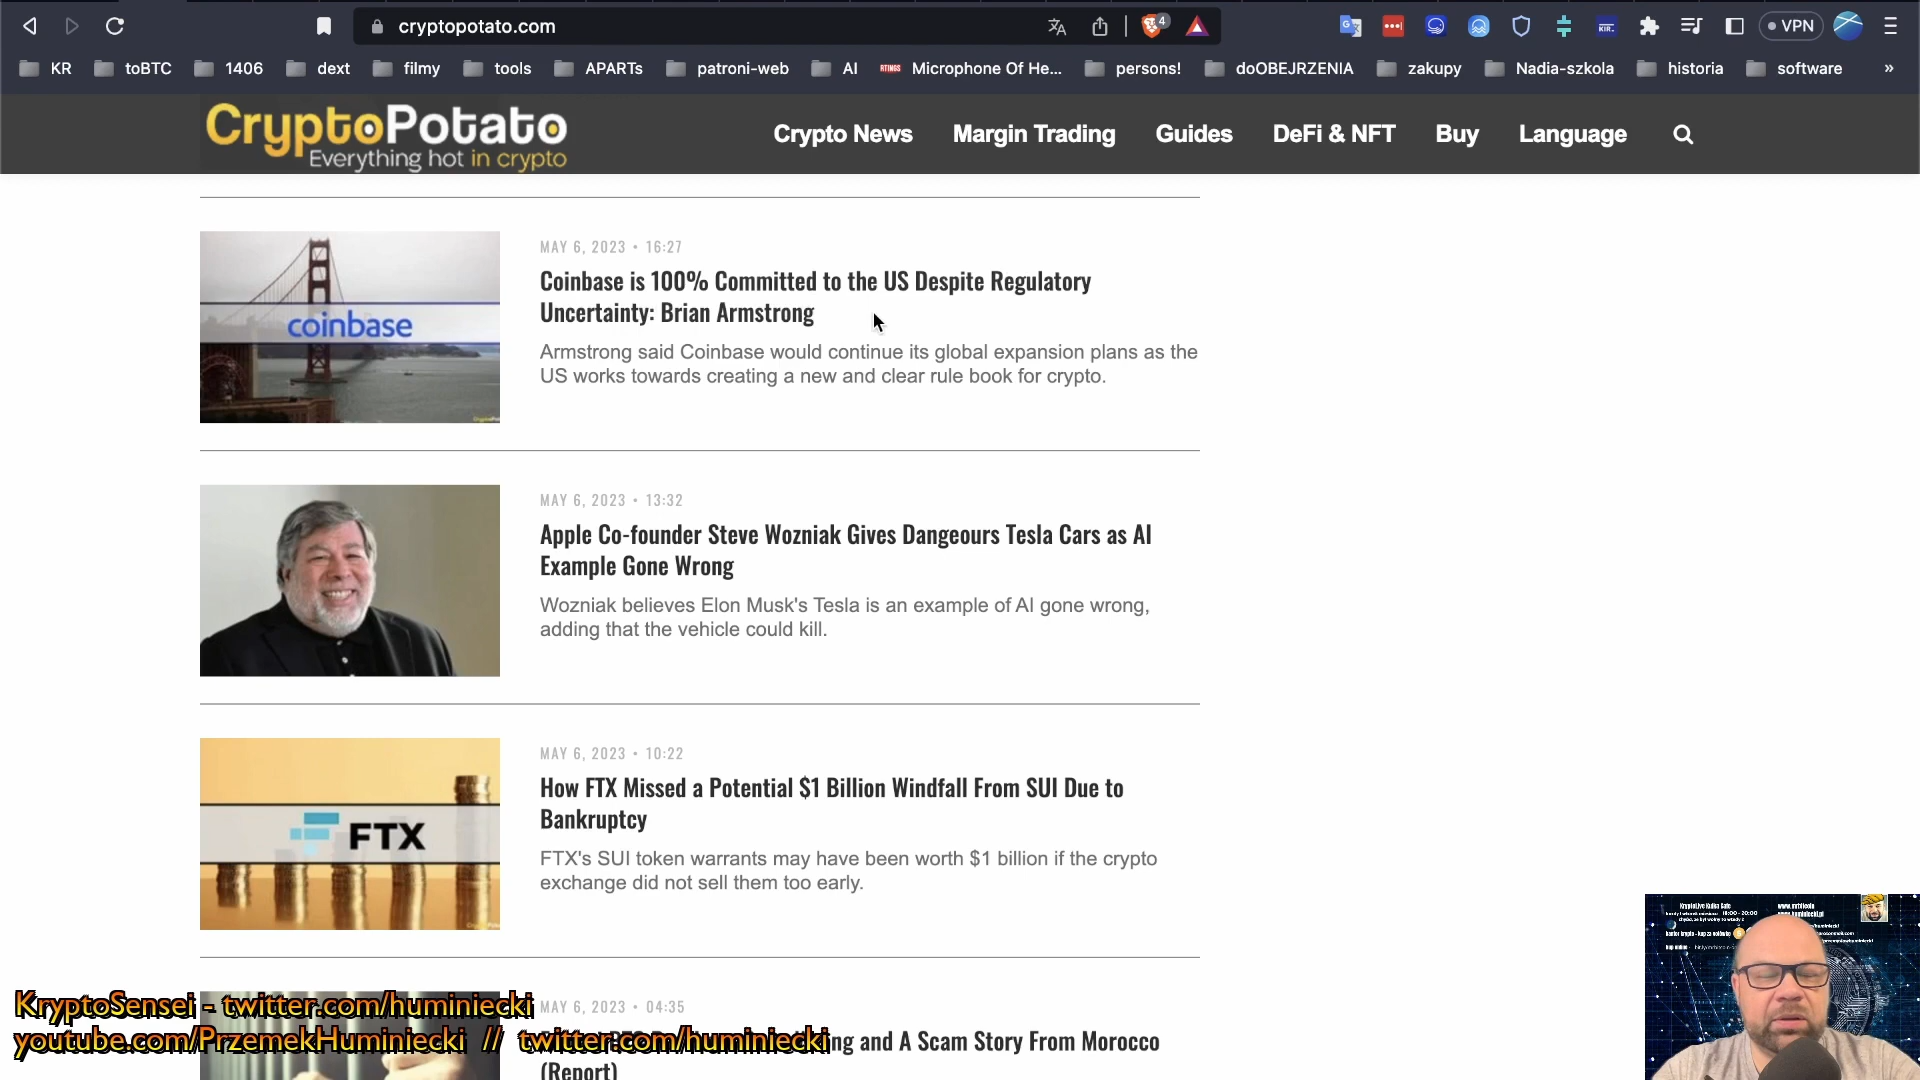 cryptopotato.com
4
VPN
KR
toBTC
1406
dext
filmy
tools
APARTs
patroni-web
AI
RTINGS
Microphone Of He...
persons!
doOBEJRZENIA
zakupy
Nadia-szkola
historia
software
»
CryptoPotato
Everything hot in crypto
Crypto News
Margin Trading
Guides
DeFi & NFT
Buy
Language
MAY 6, 2023 • 16:27
Coinbase is 100% Committed to the US Despite Regulatory
Uncertainty: Brian Armstrong
Armstrong said Coinbase would continue its global expansion plans as the
US works towards creating a new and clear rule book for crypto.
coinbase
MAY 6, 2023 • 13:32
Apple Co-founder Steve Wozniak Gives Dangeours Tesla Cars as AI
Example Gone Wrong
Wozniak believes Elon Musk's Tesla is an example of AI gone wrong,
adding that the vehicle could kill.
MAY 6, 2023 • 10:22
How FTX Missed a Potential $1 Billion Windfall From SUI Due to
Bankruptcy
FTX's SUI token warrants may have been worth $1 billion if the crypto
exchange did not sell them too early.
FTX
MAY 6, 2023 • 04:35
ng and A Scam Story From Morocco
(Report)
KryptoSensei - twitter.com/huminiecki
youtube.com/PrzemekHuminiecki // twitter.com/huminiecki